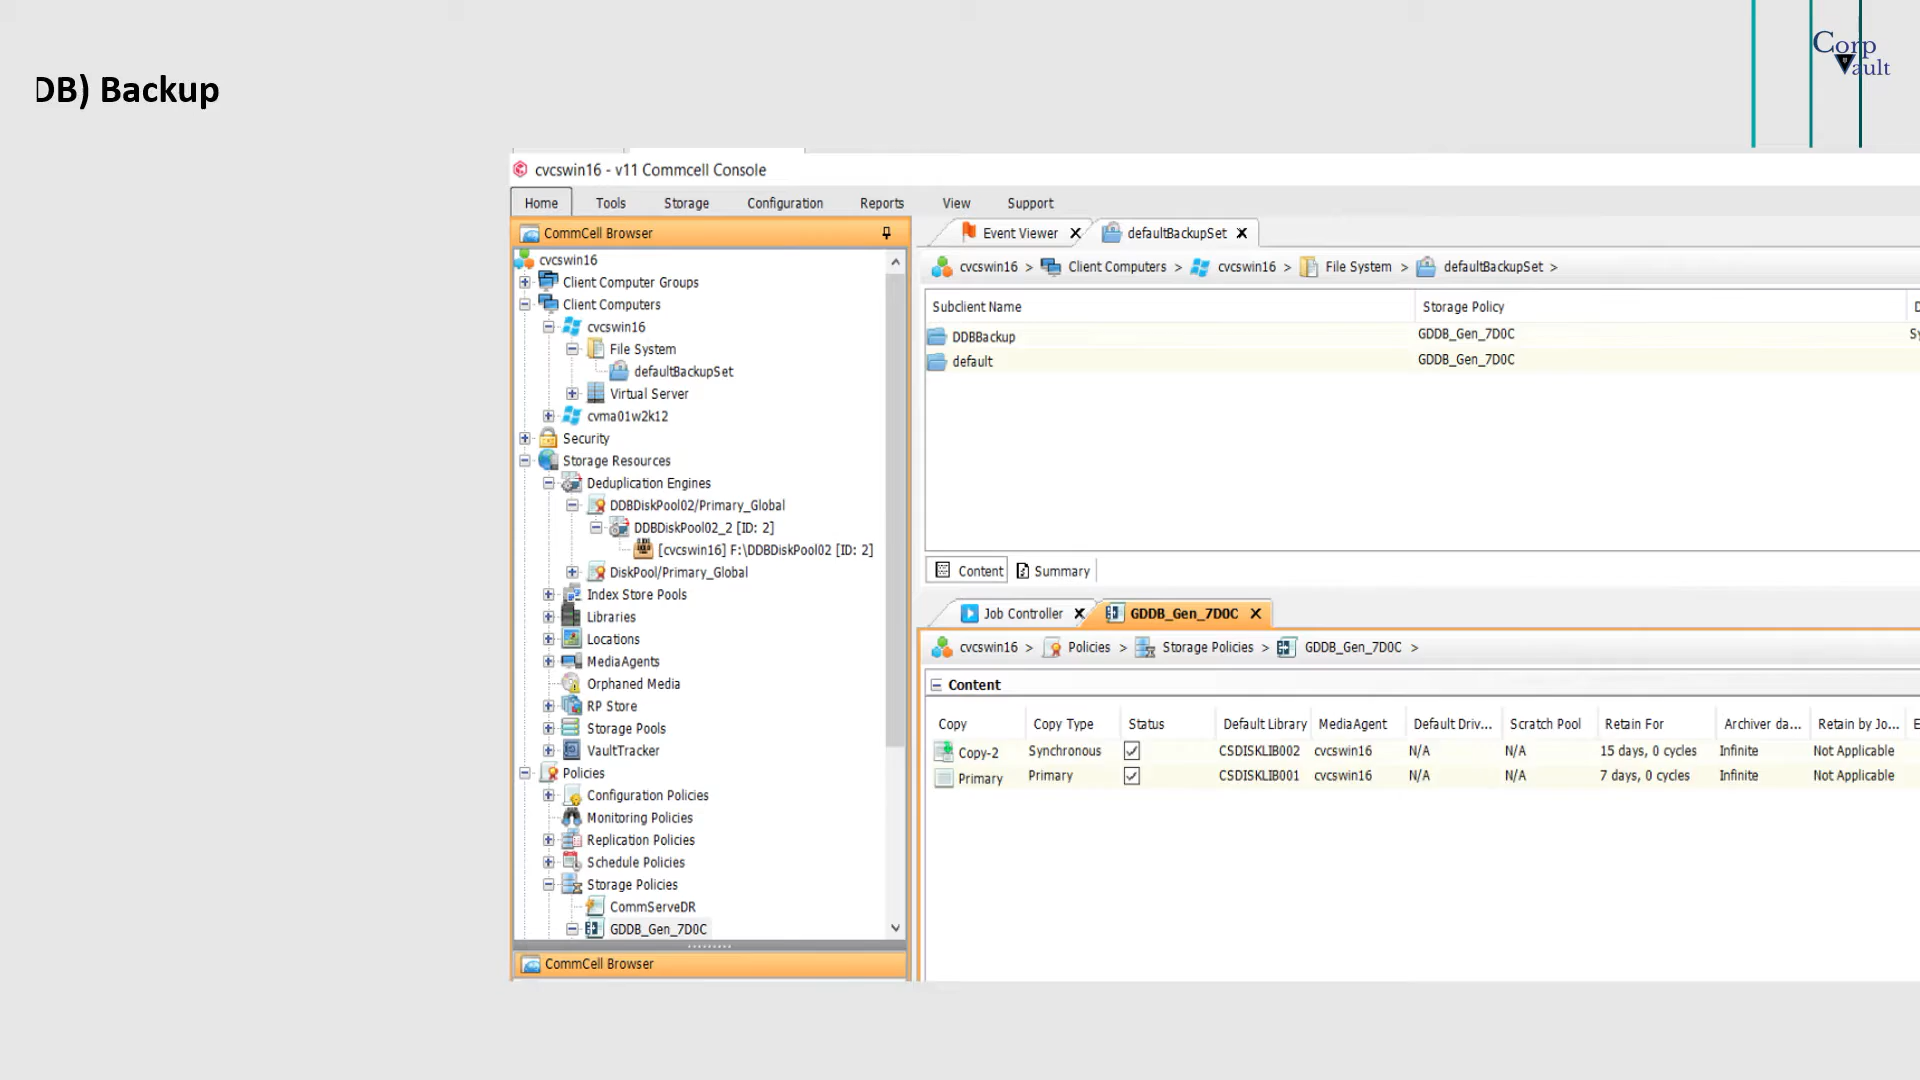 Corp
Vault
DB) Backup
cvcswin16 - v11 Commcell Console
Home Tools Storage Configuration Reports View Support
CommCell Browser
cvcswin16
Client Computer Groups
Client Computers
cvcswin16
File System
defaultBackupSet
Virtual Server
cvma01w2k12
Security
Storage Resources
Deduplication Engines
DDBDiskPool02/Primary_Global
DDBDiskPool02_2 [ID: 2]
[cvcswin16] F:\DDBDiskPool02 [ID: 2]
DiskPool/Primary_Global
Index Store Pools
Libraries
Locations
MediaAgents
Orphaned Media
RP Store
Storage Pools
VaultTracker
Policies
Configuration Policies
Monitoring Policies
Replication Policies
Schedule Policies
Storage Policies
CommServeDR
GDDB_Gen_7D0C
CommCell Browser
Event Viewer defaultBackupSet
cvcswin16 > Client Computers > cvcswin16 > File System > defaultBackupSet >
Subclient Name Storage Policy
DDBBackup GDDB_Gen_7D0C Sy
default GDDB_Gen_7D0C
Content Summary
Job Controller GDDB_Gen_7D0C
cvcswin16 > Policies > Storage Policies > GDDB_Gen_7D0C >
Content
Copy Copy Type Status Default Library MediaAgent Default Driv... Scratch Pool Retain For Archiver da... Retain by Jo...
Copy-2 Synchronous CSDISKLIB002 cvcswin16 N/A N/A 15 days, 0 cycles Infinite Not Applicable
Primary Primary CSDISKLIB001 cvcswin16 N/A N/A 7 days, 0 cycles Infinite Not Applicable